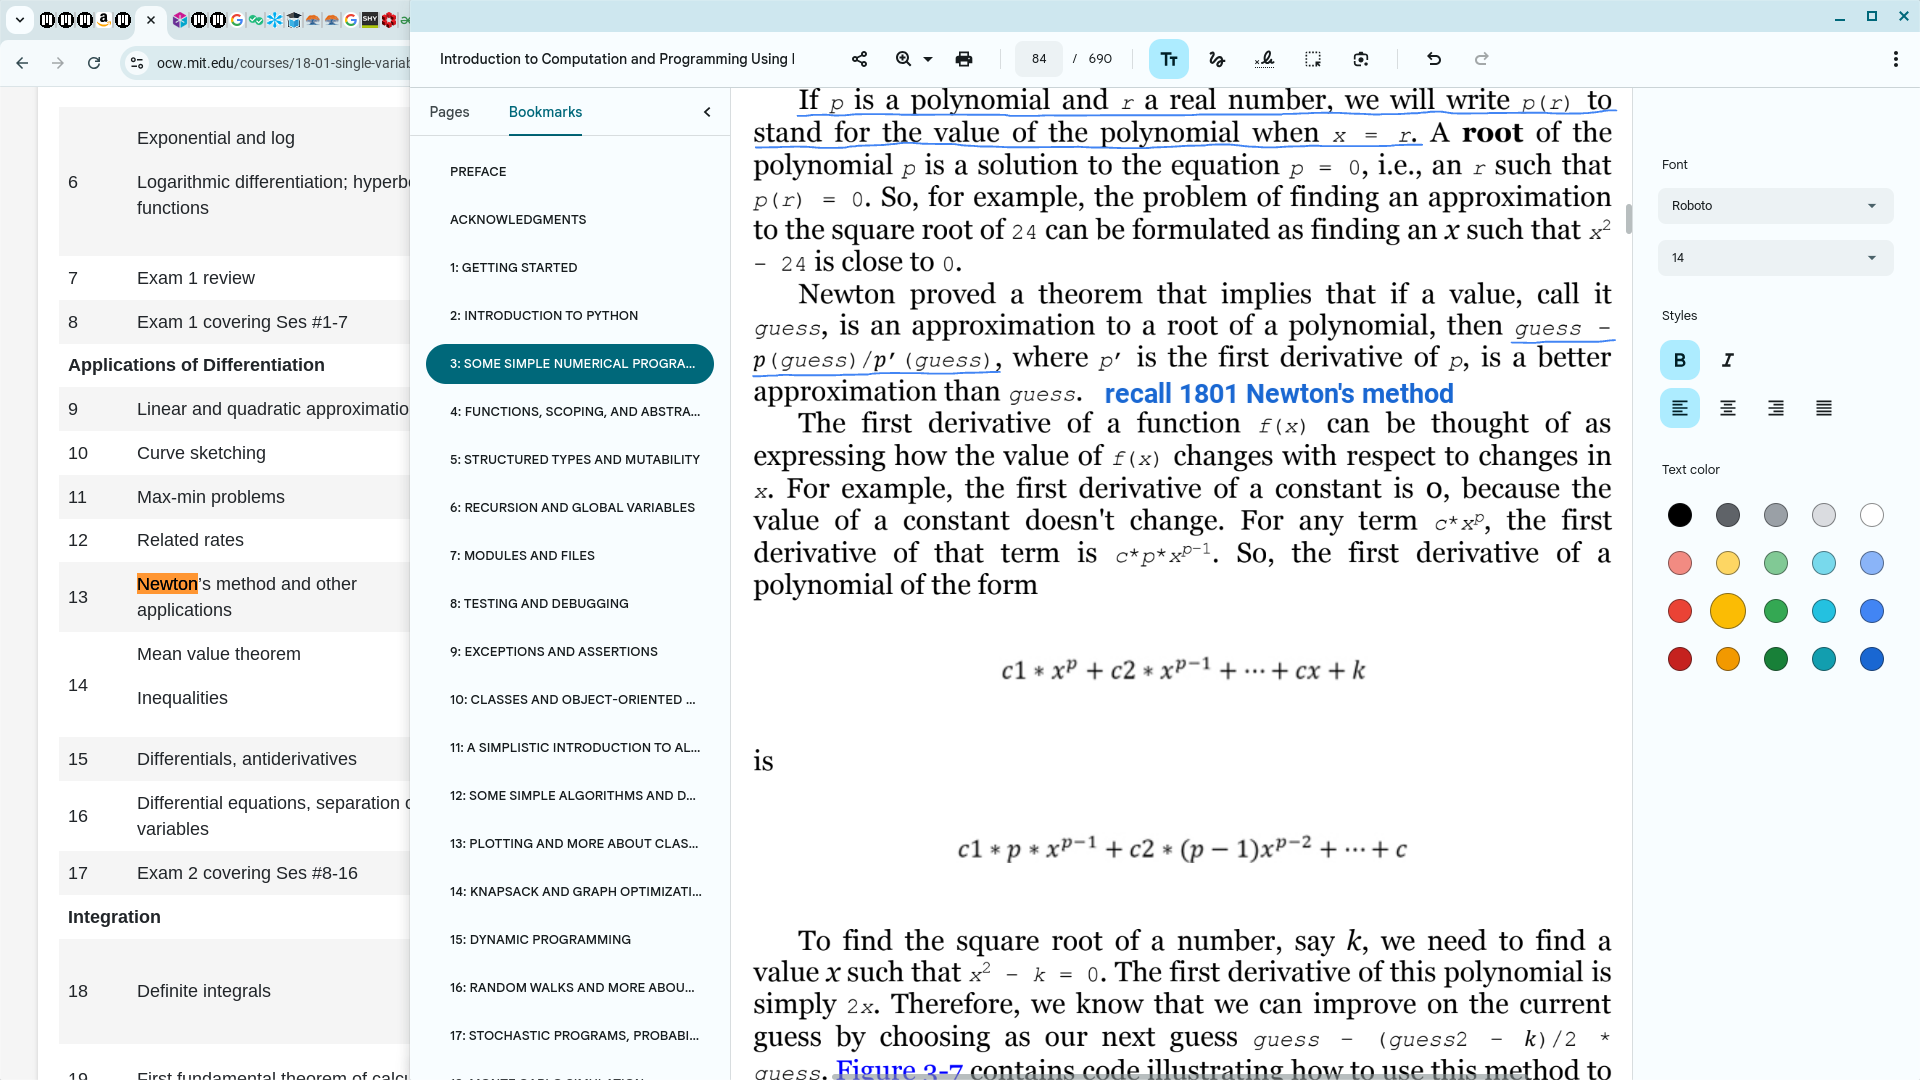 SHY
Introduction to Computation and Programming Using
84 / 690
ocw.mit.edu/courses/18-01-single-variab
Exponential and log
6 Logarithmic differentiation; hyperb
functions
7 Exam 1 review
8 Exam 1 covering Ses #1-7
Applications of Differentiation
9 Linear and quadratic approximatio
10 Curve sketching
11 Max-min problems
12 Related rates
13 Newton's method and other
applications
14 Mean value theorem
Inequalities
15 Differentials, antiderivatives
16 Differential equations, separation
variables
17 Exam 2 covering Ses #8-16
Integration
18 Definite integrals
19 First fundamental theorem of calcu
Pages Bookmarks
PREFACE
ACKNOWLEDGMENTS
1: GETTING STARTED
2: INTRODUCTION TO PYTHON
3: SOME SIMPLE NUMERICAL PROGRA...
4: FUNCTIONS, SCOPING, AND ABSTRA...
5: STRUCTURED TYPES AND MUTABILITY
6: RECURSION AND GLOBAL VARIABLES
7: MODULES AND FILES
8: TESTING AND DEBUGGING
9: EXCEPTIONS AND ASSERTIONS
10: CLASSES AND OBJECT-ORIENTED ...
11: A SIMPLISTIC INTRODUCTION TO AL...
12: SOME SIMPLE ALGORITHMS AND D...
13: PLOTTING AND MORE ABOUT CLAS...
14: KNAPSACK AND GRAPH OPTIMIZATI...
15: DYNAMIC PROGRAMMING
16: RANDOM WALKS AND MORE ABOU...
17: STOCHASTIC PROGRAMS, PROBABI...
If p is a polynomial and r a real number, we will write p(r) to
stand for the value of the polynomial when x = r. A root of the
polynomial p is a solution to the equation p = 0, i.e., an r such that
p(r) = 0. So, for example, the problem of finding an approximation
to the square root of 24 can be formulated as finding an x such that x²
− 24 is close to 0.
Newton proved a theorem that implies that if a value, call it
guess, is an approximation to a root of a polynomial, then guess −
p(guess)/p′(guess), where p′ is the first derivative of p, is a better
approximation than guess. recall 1801 Newton's method
The first derivative of a function f(x) can be thought of as
expressing how the value of f(x) changes with respect to changes in
x. For example, the first derivative of a constant is 0, because the
value of a constant doesn't change. For any term c*xᵖ, the first
derivative of that term is c*p*xᵖ⁻¹. So, the first derivative of a
polynomial of the form
c1 ∗ xᵖ + c2 ∗ xᵖ⁻¹ + ⋯ + cx + k
is
c1 ∗ p ∗ xᵖ⁻¹ + c2 ∗ (p − 1)xᵖ⁻² + ⋯ + c
To find the square root of a number, say k, we need to find a
value x such that x² − k = 0. The first derivative of this polynomial is
simply 2x. Therefore, we know that we can improve on the current
guess by choosing as our next guess guess − (guess2 − k)/2 *
guess. Figure 3-7 contains code illustrating how to use this method to
Font
Roboto
14
Styles
B I
Text color